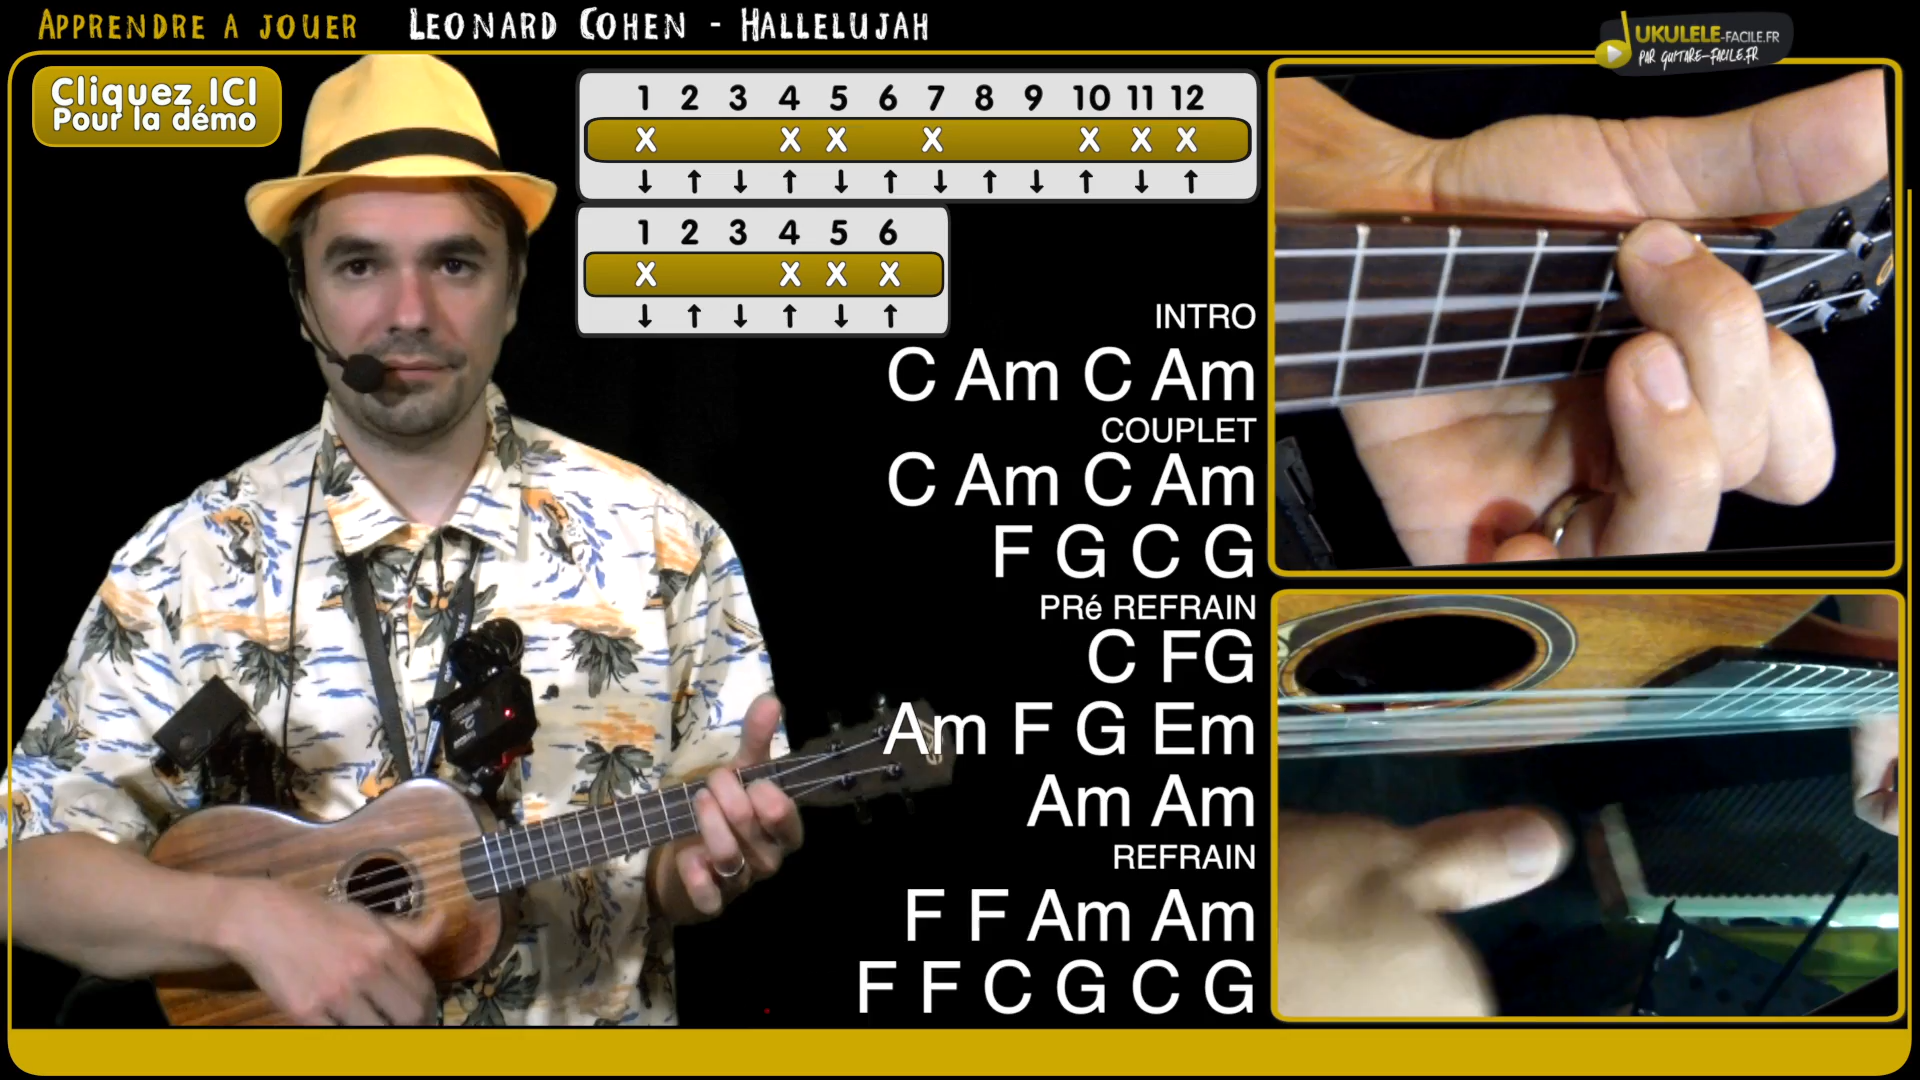 APPRENDRE A JOUER LEONARD COHEN - HALLELUJAH
UKULELE-FACILE.FR
PAR GUITARE-FACILE.FR
Cliquez ICI
Pour la démo
1 2 3 4 5 6 7 8 9 10 11 12
X X X X X X X
↓ ↑ ↓ ↑ ↓ ↑ ↓ ↑ ↓ ↑ ↓ ↑
1 2 3 4 5 6
X X X X
↓ ↑ ↓ ↑ ↓ ↑
INTRO
C Am C Am
COUPLET
C Am C Am
F G C G
PRé REFRAIN
C FG
Am F G Em
Am Am
REFRAIN
F F Am Am
F F C G C G